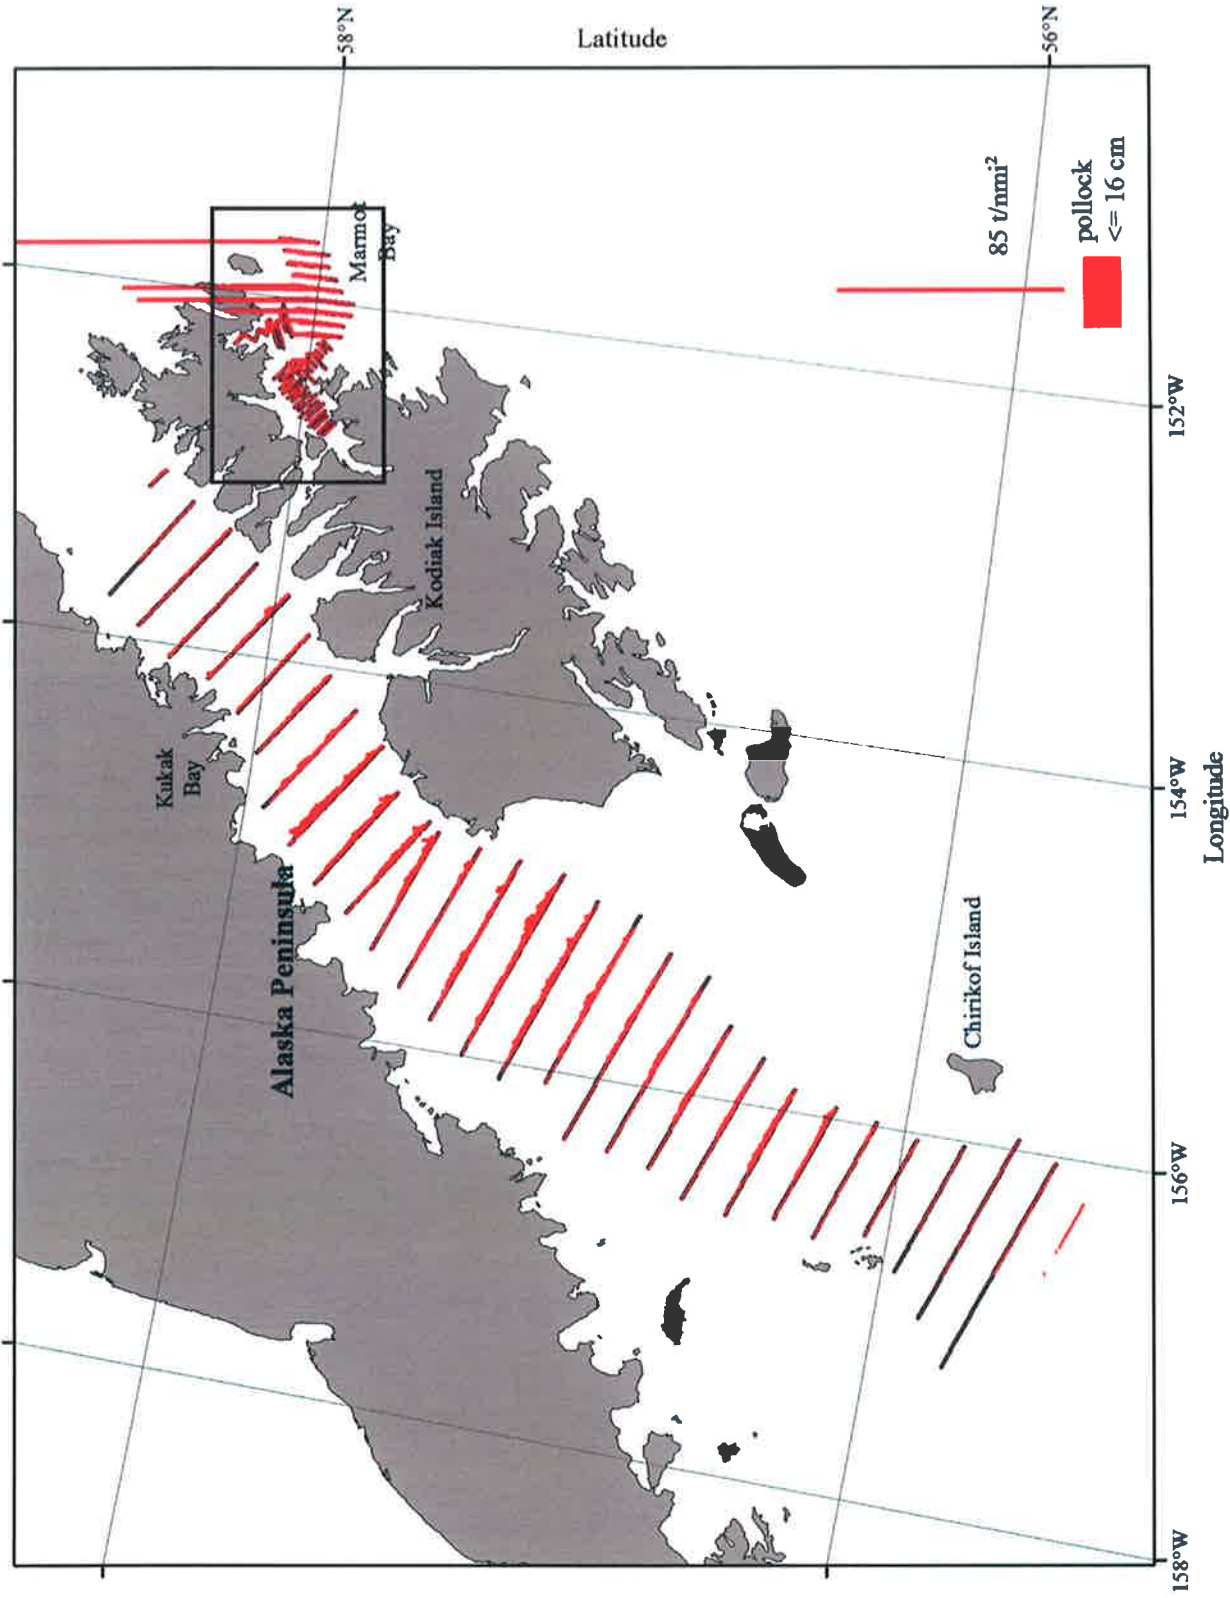 58°N
Latitude
56°N
Marmot
Bay
85 t/nmi²
pollock
<= 16 cm
152°W
Kodiak Island
Kukak
Bay
154°W
Longitude
Alaska Peninsula
Chirikof Island
156°W
158°W